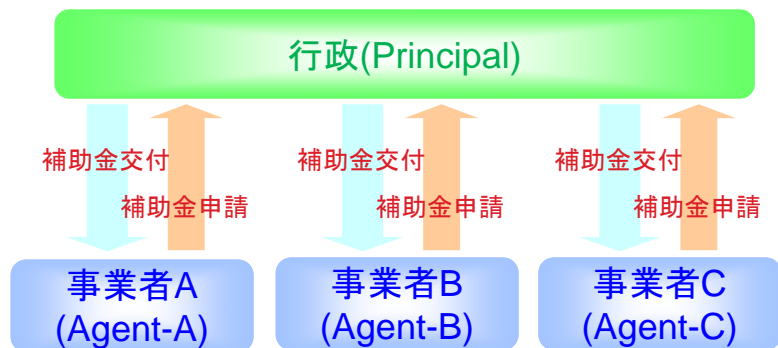 行政(Principal)
補助金交付
補助金申請
補助金交付
補助金申請
補助金交付
補助金申請
事業者A
(Agent-A)
事業者B
(Agent-B)
事業者C
(Agent-C)